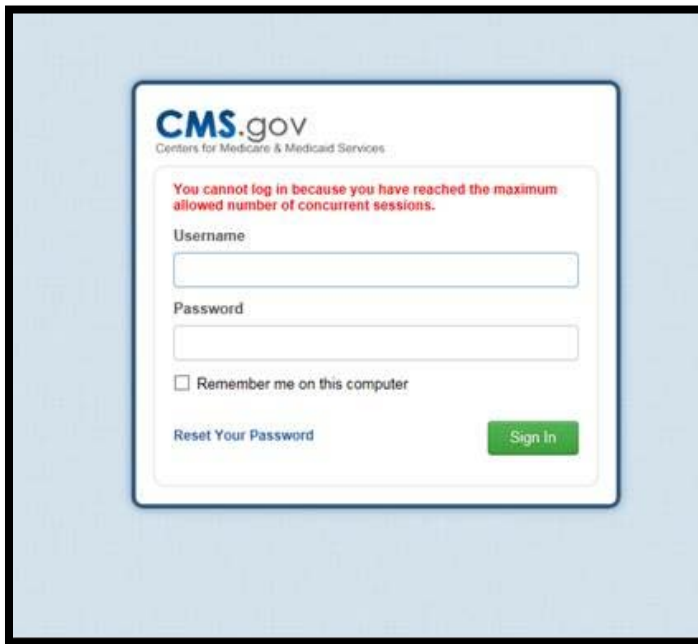 CMS.gov
Centers for Medicare & Medicaid Services
You cannot log in because you have reached the maximum
allowed number of concurrent sessions.
Username
Password
Remember me on this computer
Reset Your Password
Sign In